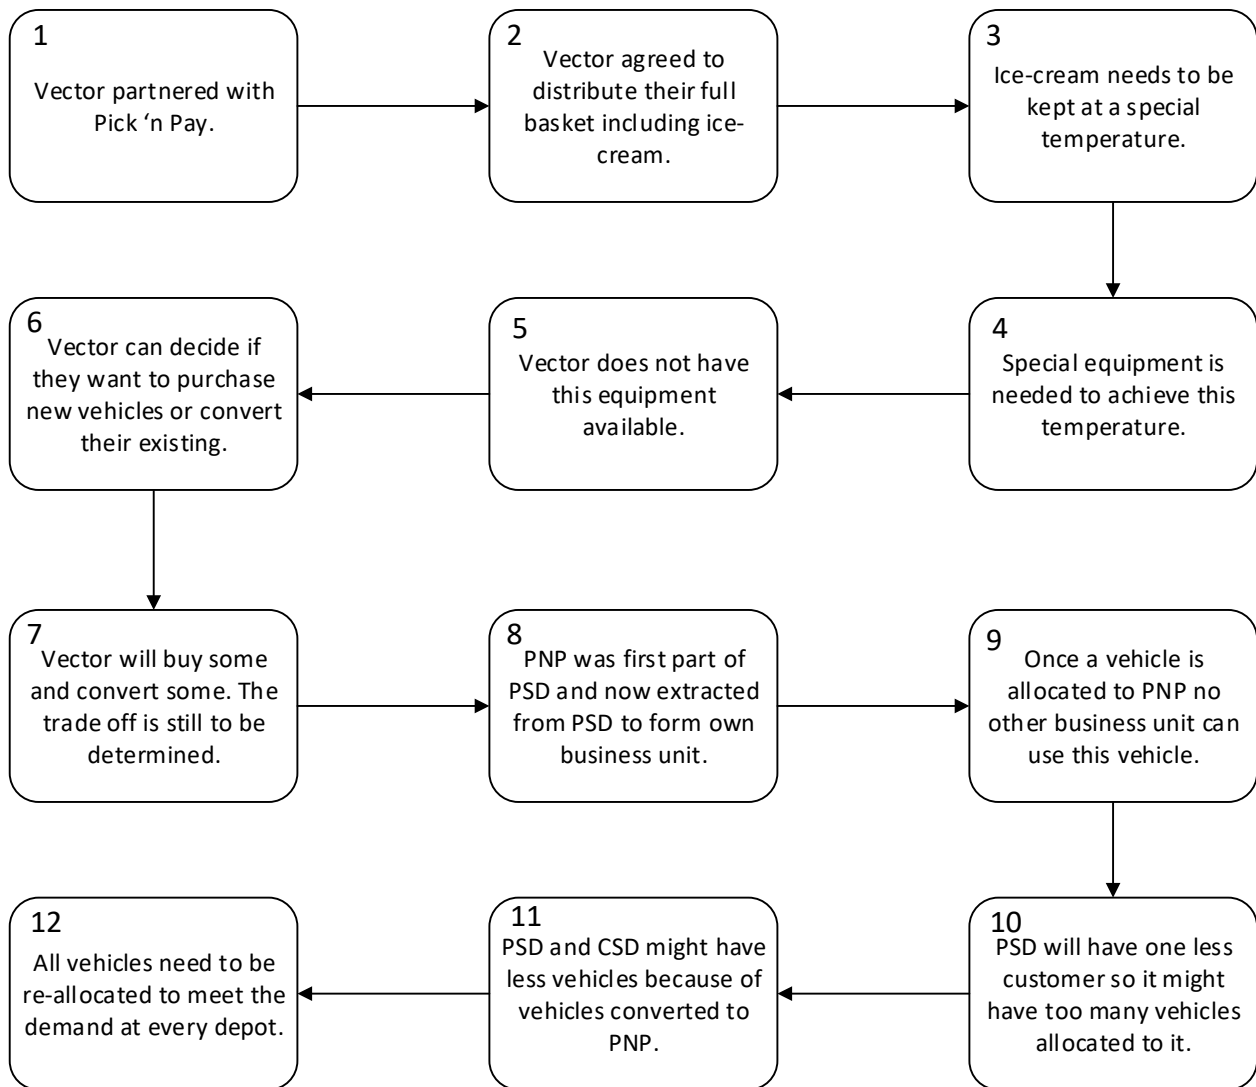 1
Vector partnered with
Pick ‘n Pay.
2
Vector agreed to
distribute their full
basket including ice-
cream.
3
Ice-cream needs to be
kept at a special
temperature.
4
Special equipment is
needed to achieve this
temperature.
5
Vector does not have
this equipment
available.
6
Vector can decide if
they want to purchase
new vehicles or convert
their existing.
7
Vector will buy some
and convert some. The
trade off is still to be
determined.
8
PNP was first part of
PSD and now extracted
from PSD to form own
business unit.
9
Once a vehicle is
allocated to PNP no
other business unit can
use this vehicle.
10
PSD will have one less
customer so it might
have too many vehicles
allocated to it.
11
PSD and CSD might have
less vehicles because of
vehicles converted to
PNP.
12
All vehicles need to be
re-allocated to meet the
demand at every depot.